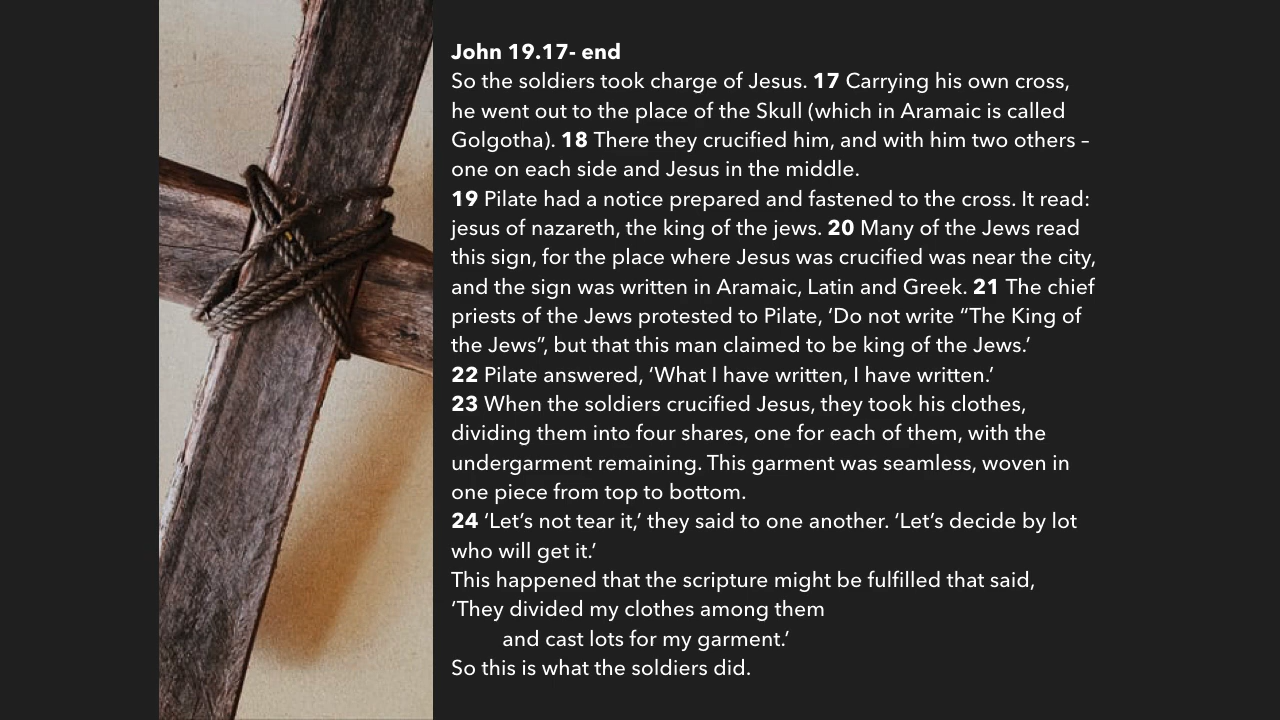 John 19.17- end
So the soldiers took charge of Jesus. 17 Carrying his own cross,
he went out to the place of the Skull (which in Aramaic is called
Golgotha). 18 There they crucified him, and with him two others –
one on each side and Jesus in the middle.
19 Pilate had a notice prepared and fastened to the cross. It read:
jesus of nazareth, the king of the jews. 20 Many of the Jews read
this sign, for the place where Jesus was crucified was near the city,
and the sign was written in Aramaic, Latin and Greek. 21 The chief
priests of the Jews protested to Pilate, ‘Do not write “The King of
the Jews”, but that this man claimed to be king of the Jews.’
22 Pilate answered, ‘What I have written, I have written.’
23 When the soldiers crucified Jesus, they took his clothes,
dividing them into four shares, one for each of them, with the
undergarment remaining. This garment was seamless, woven in
one piece from top to bottom.
24 ‘Let’s not tear it,’ they said to one another. ‘Let’s decide by lot
who will get it.’
This happened that the scripture might be fulfilled that said,
‘They divided my clothes among them
and cast lots for my garment.’
So this is what the soldiers did.